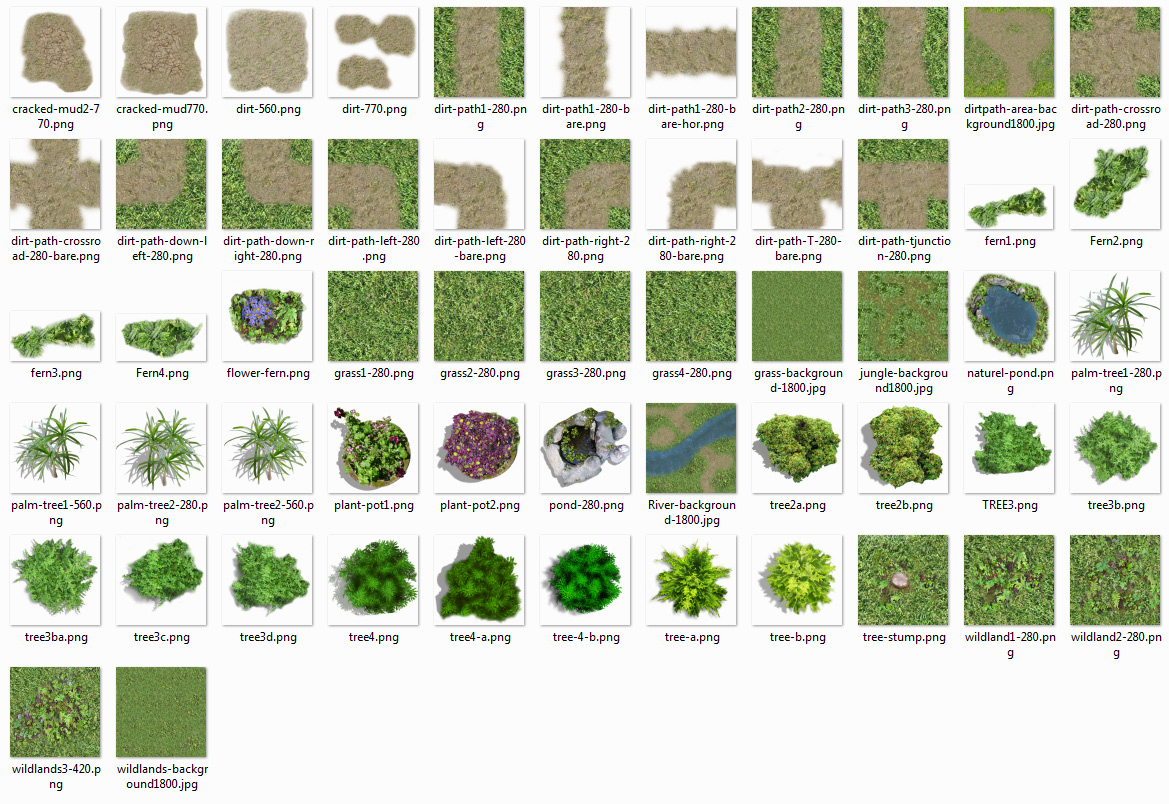 cracked-mud2-7
70.png
cracked-mud770.
png
dirt-560.png
dirt-770.png
dirt-path1-280.pn
g
dirt-path1-280-b
are.png
dirt-path1-280-b
are-hor.png
dirt-path2-280.pn
g
dirt-path3-280.pn
g
dirtpath-area-bac
kground1800.jpg
dirt-path-crossro
ad-280.png
dirt-path-crossro
ad-280-bare.png
dirt-path-down-l
eft-280.png
dirt-path-down-r
ight-280.png
dirt-path-left-280
.png
dirt-path-left-280
-bare.png
dirt-path-right-2
80.png
dirt-path-right-2
80-bare.png
dirt-path-T-280-
bare.png
dirt-path-tjunctio
n-280.png
fern1.png
Fern2.png
fern3.png
Fern4.png
flower-fern.png
grass1-280.png
grass2-280.png
grass3-280.png
grass4-280.png
grass-backgroun
d-1800.jpg
jungle-backgrou
nd1800.jpg
naturel-pond.pn
g
palm-tree1-280.p
ng
palm-tree1-560.p
ng
palm-tree2-280.p
ng
palm-tree2-560.p
ng
plant-pot1.png
plant-pot2.png
pond-280.png
River-backgroun
d-1800.jpg
tree2a.png
tree2b.png
TREE3.png
tree3b.png
tree3ba.png
tree3c.png
tree3d.png
tree4.png
tree4-a.png
tree-4-b.png
tree-a.png
tree-b.png
tree-stump.png
wildland1-280.pn
g
wildland2-280.pn
g
wildlands3-420.p
ng
wildlands-backgr
ound1800.jpg